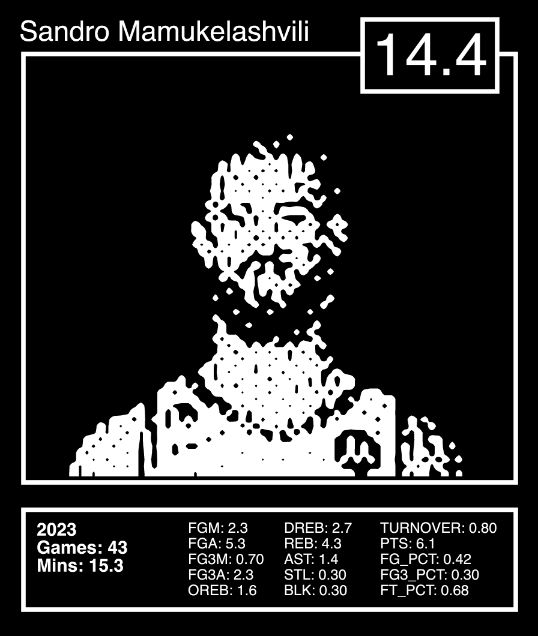 Sandro Mamukelashvili
14.4
2023
Games: 43
Mins: 15.3
FGM: 2.3
FGA: 5.3
FG3M: 0.70
FG3A: 2.3
OREB: 1.6
DREB: 2.7
REB: 4.3
AST: 1.4
STL: 0.30
BLK: 0.30
TURNOVER: 0.80
PTS: 6.1
FG_PCT: 0.42
FG3_PCT: 0.30
FT_PCT: 0.68